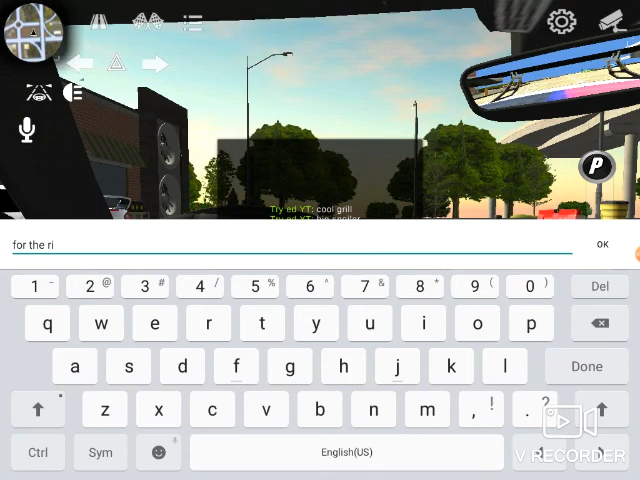 P
Try ed YT: cool grill
Try ed YT: big spoiler
for the ri
OK
1 - 2 @ 3 # 4 / 5 % 6 ^ 7 & 8 * 9 ( 0 ) Del
q w e r t y u i o p
a s d f g h j k l Done
z x c v b n m , ! . ?
Ctrl Sym English(US)
V RECORDER